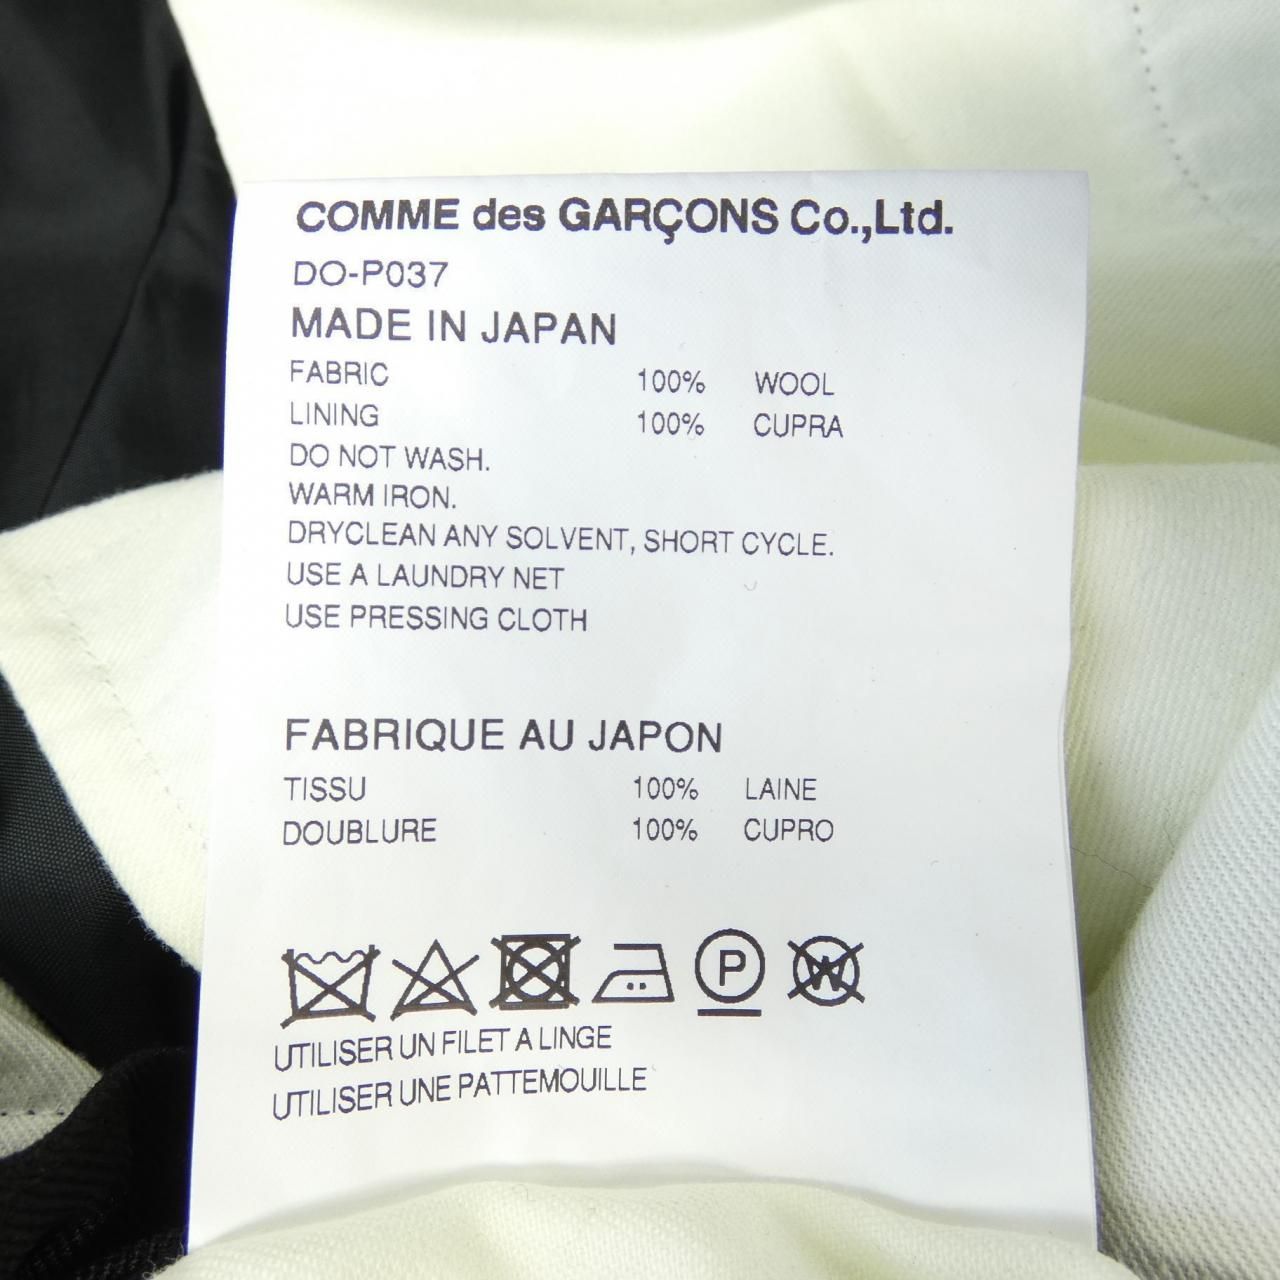 COMME des GARÇONS Co.,Ltd.
DO-P037
MADE IN JAPAN
FABRIC 100% WOOL
LINING 100% CUPRA
DO NOT WASH.
WARM IRON.
DRYCLEAN ANY SOLVENT, SHORT CYCLE.
USE A LAUNDRY NET
USE PRESSING CLOTH
FABRIQUE AU JAPON
TISSU 100% LAINE
DOUBLURE 100% CUPRO
P W
UTILISER UN FILET A LINGE
UTILISER UNE PATTEMOUILLE